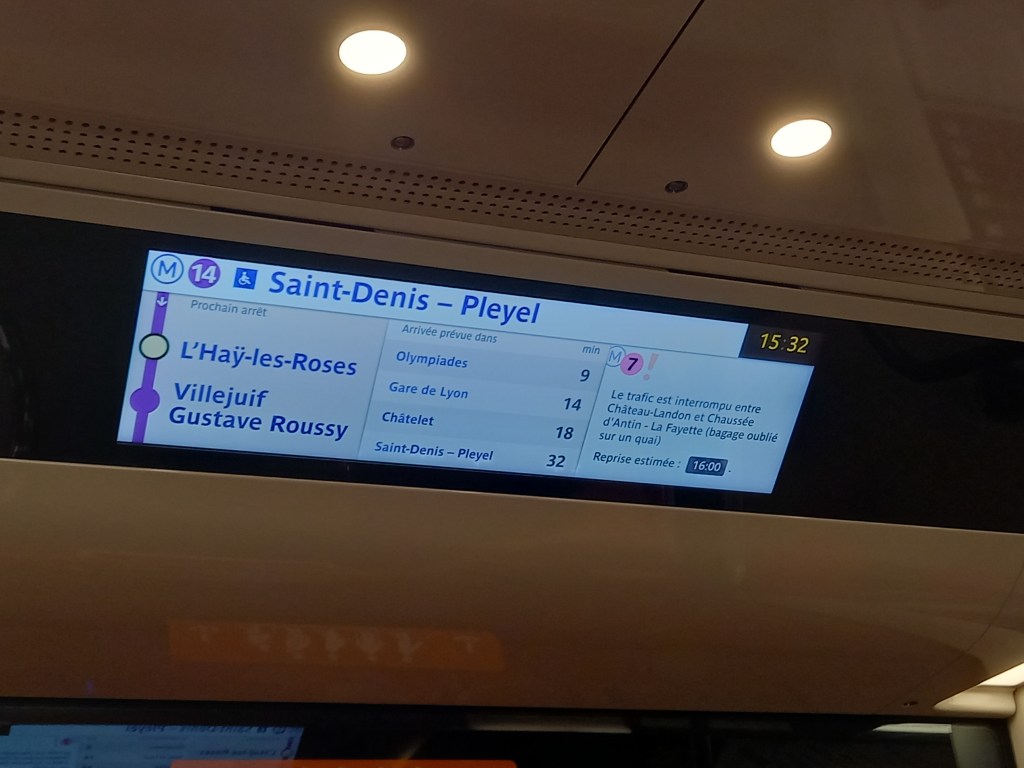 M 14 Saint-Denis – Pleyel
15:32
Prochain arrêt
L'Haÿ-les-Roses
Villejuif
Gustave Roussy
Arrivée prévue dans
min
Olympiades 9
Gare de Lyon 14
Châtelet 18
Saint-Denis – Pleyel 32
M 7 !
Le trafic est interrompu entre
Château-Landon et Chaussée
d'Antin - La Fayette (bagage oublié
sur un quai)
Reprise estimée : 16:00 .